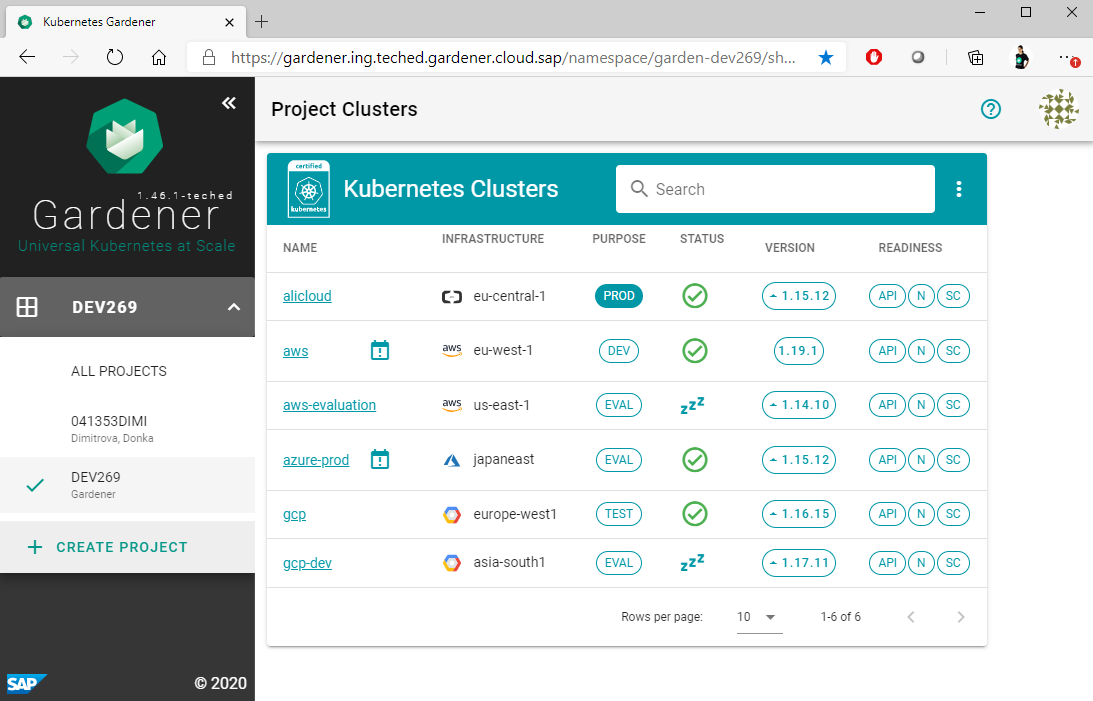 Kubernetes Gardener
https://gardener.ing.teched.gardener.cloud.sap/namespace/garden-dev269/sh...
1.46.1-teched
Gardener
Universal Kubernetes at Scale
DEV269
ALL PROJECTS
041353DIMI
Dimitrova, Donka
DEV269
Gardener
CREATE PROJECT
SAP
© 2020
Project Clusters
certified
kubernetes
Kubernetes Clusters
Search
NAME INFRASTRUCTURE PURPOSE STATUS VERSION READINESS
alicloud eu-central-1 PROD 1.15.12 API N SC
aws aws eu-west-1 DEV 1.19.1 API N SC
aws-evaluation aws us-east-1 EVAL zzz 1.14.10 API N SC
azure-prod japaneast EVAL 1.15.12 API N SC
gcp europe-west1 TEST 1.16.15 API N SC
gcp-dev asia-south1 EVAL zzz 1.17.11 API N SC
Rows per page: 10 1-6 of 6